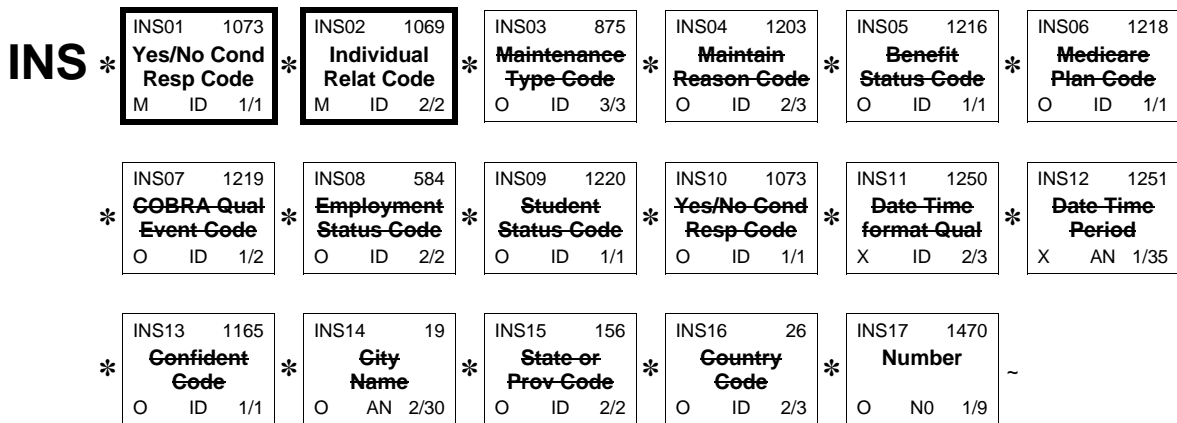 INS * INS01 1073 INS02 1069 INS03 875 INS04 1203 INS05 1216 INS06 1218
Yes/No Cond * Individual * Maintenance * Maintain * Benefit * Medicare
Resp Code Relat Code Type Code Reason Code Status Code Plan Code
M ID 1/1 M ID 2/2 O ID 3/3 O ID 2/3 O ID 1/1 O ID 1/1
INS07 1219 INS08 584 INS09 1220 INS10 1073 INS11 1250 INS12 1251
* COBRA Qual * Employment * Student * Yes/No Cond * Date Time * Date Time
Event Code Status Code Status Code Resp Code format Qual Period
O ID 1/2 O ID 2/2 O ID 1/1 O ID 1/1 X ID 2/3 X AN 1/35
INS13 1165 INS14 19 INS15 156 INS16 26 INS17 1470
* Confident * City * State or * Country * Number ~
Code Name Prov Code Code
O ID 1/1 O AN 2/30 O ID 2/2 O ID 2/3 O N0 1/9